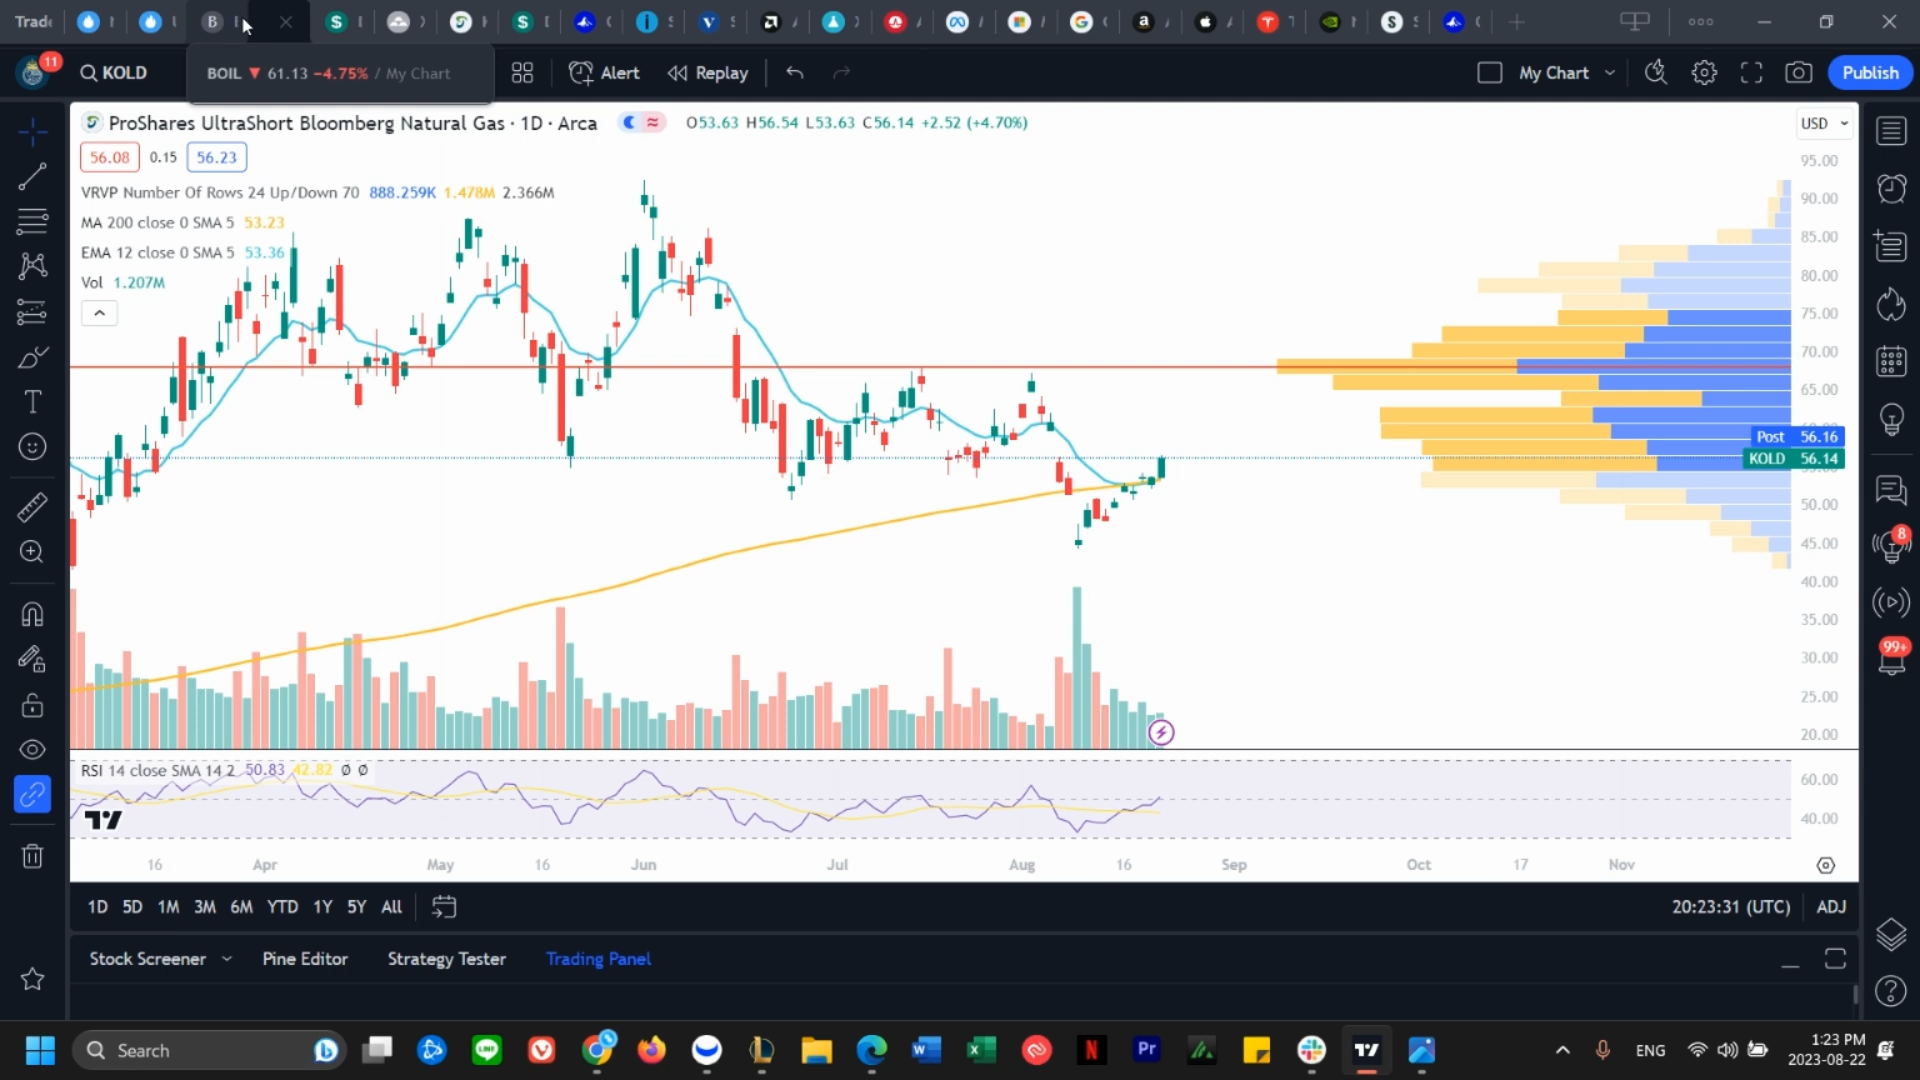 Trade
11
KOLD
BOIL ▼ 61.13 −4.75% / My Chart
Alert
Replay
My Chart
Publish
ProShares UltraShort Bloomberg Natural Gas · 1D · Arca
O53.63 H56.54 L53.63 C56.14 +2.52 (+4.70%)
USD
56.08 0.15 56.23
VRVP Number Of Rows 24 Up/Down 70 888.259K 1.478M 2.366M
MA 200 close 0 SMA 5 53.23
EMA 12 close 0 SMA 5 53.36
Vol 1.207M
95.00
90.00
85.00
80.00
75.00
70.00
65.00
Post 56.16
KOLD 56.14
50.00
45.00
40.00
35.00
30.00
25.00
20.00
8
99+
RSI 14 close SMA 14 2 50.83 42.82 Ø Ø
60.00
40.00
16 Apr May 16 Jun Jul Aug 16 Sep Oct 17 Nov
1D 5D 1M 3M 6M YTD 1Y 5Y All
20:23:31 (UTC) ADJ
Stock Screener Pine Editor Strategy Tester Trading Panel
Search
ENG
1:23 PM
2023-08-22